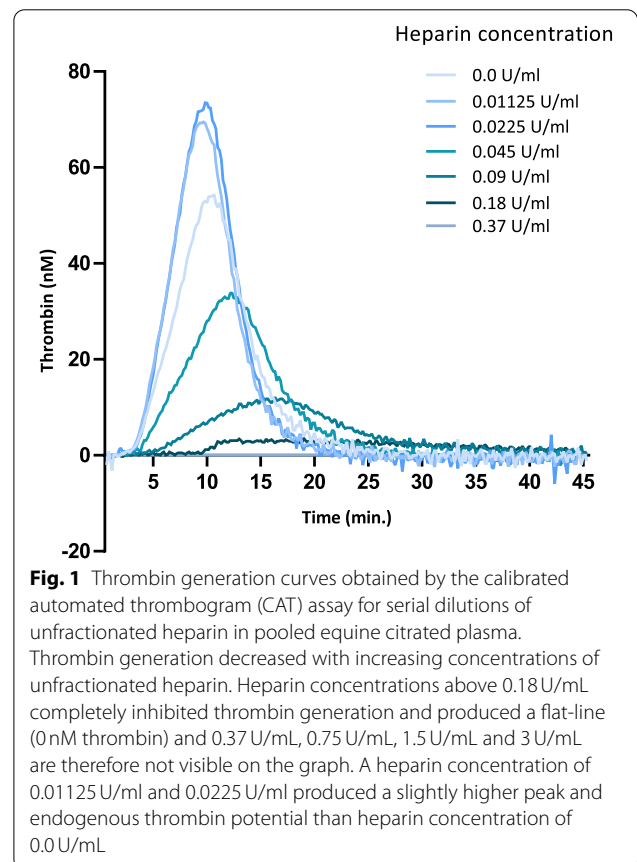 Heparin concentration
80
60
40
20
0
-20
Thrombin (nM)
0.0 U/ml
0.01125 U/ml
0.0225 U/ml
0.045 U/ml
0.09 U/ml
0.18 U/ml
0.37 U/ml
5 10 15 20 25 30 35 40 45
Time (min.)
Fig. 1 Thrombin generation curves obtained by the calibrated
automated thrombogram (CAT) assay for serial dilutions of
unfractionated heparin in pooled equine citrated plasma.
Thrombin generation decreased with increasing concentrations of
unfractionated heparin. Heparin concentrations above 0.18 U/mL
completely inhibited thrombin generation and produced a flat-line
(0 nM thrombin) and 0.37 U/mL, 0.75 U/mL, 1.5 U/mL and 3 U/mL
are therefore not visible on the graph. A heparin concentration of
0.01125 U/ml and 0.0225 U/ml produced a slightly higher peak and
endogenous thrombin potential than heparin concentration of
0.0 U/mL